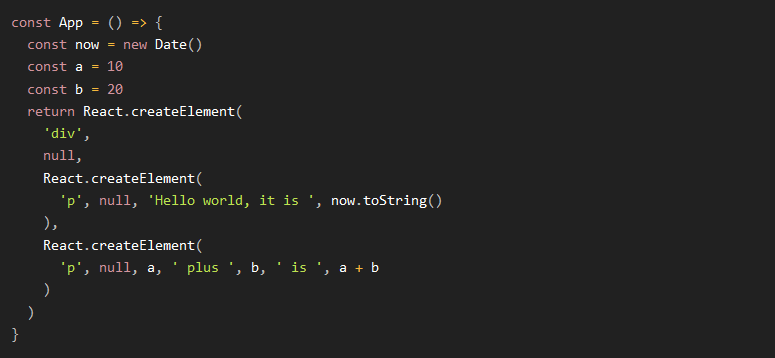 const App = () => {
  const now = new Date()
  const a = 10
  const b = 20
  return React.createElement(
    'div',
    null,
    React.createElement(
      'p', null, 'Hello world, it is ', now.toString()
    ),
    React.createElement(
      'p', null, a, ' plus ', b, ' is ', a + b
    )
  )
}